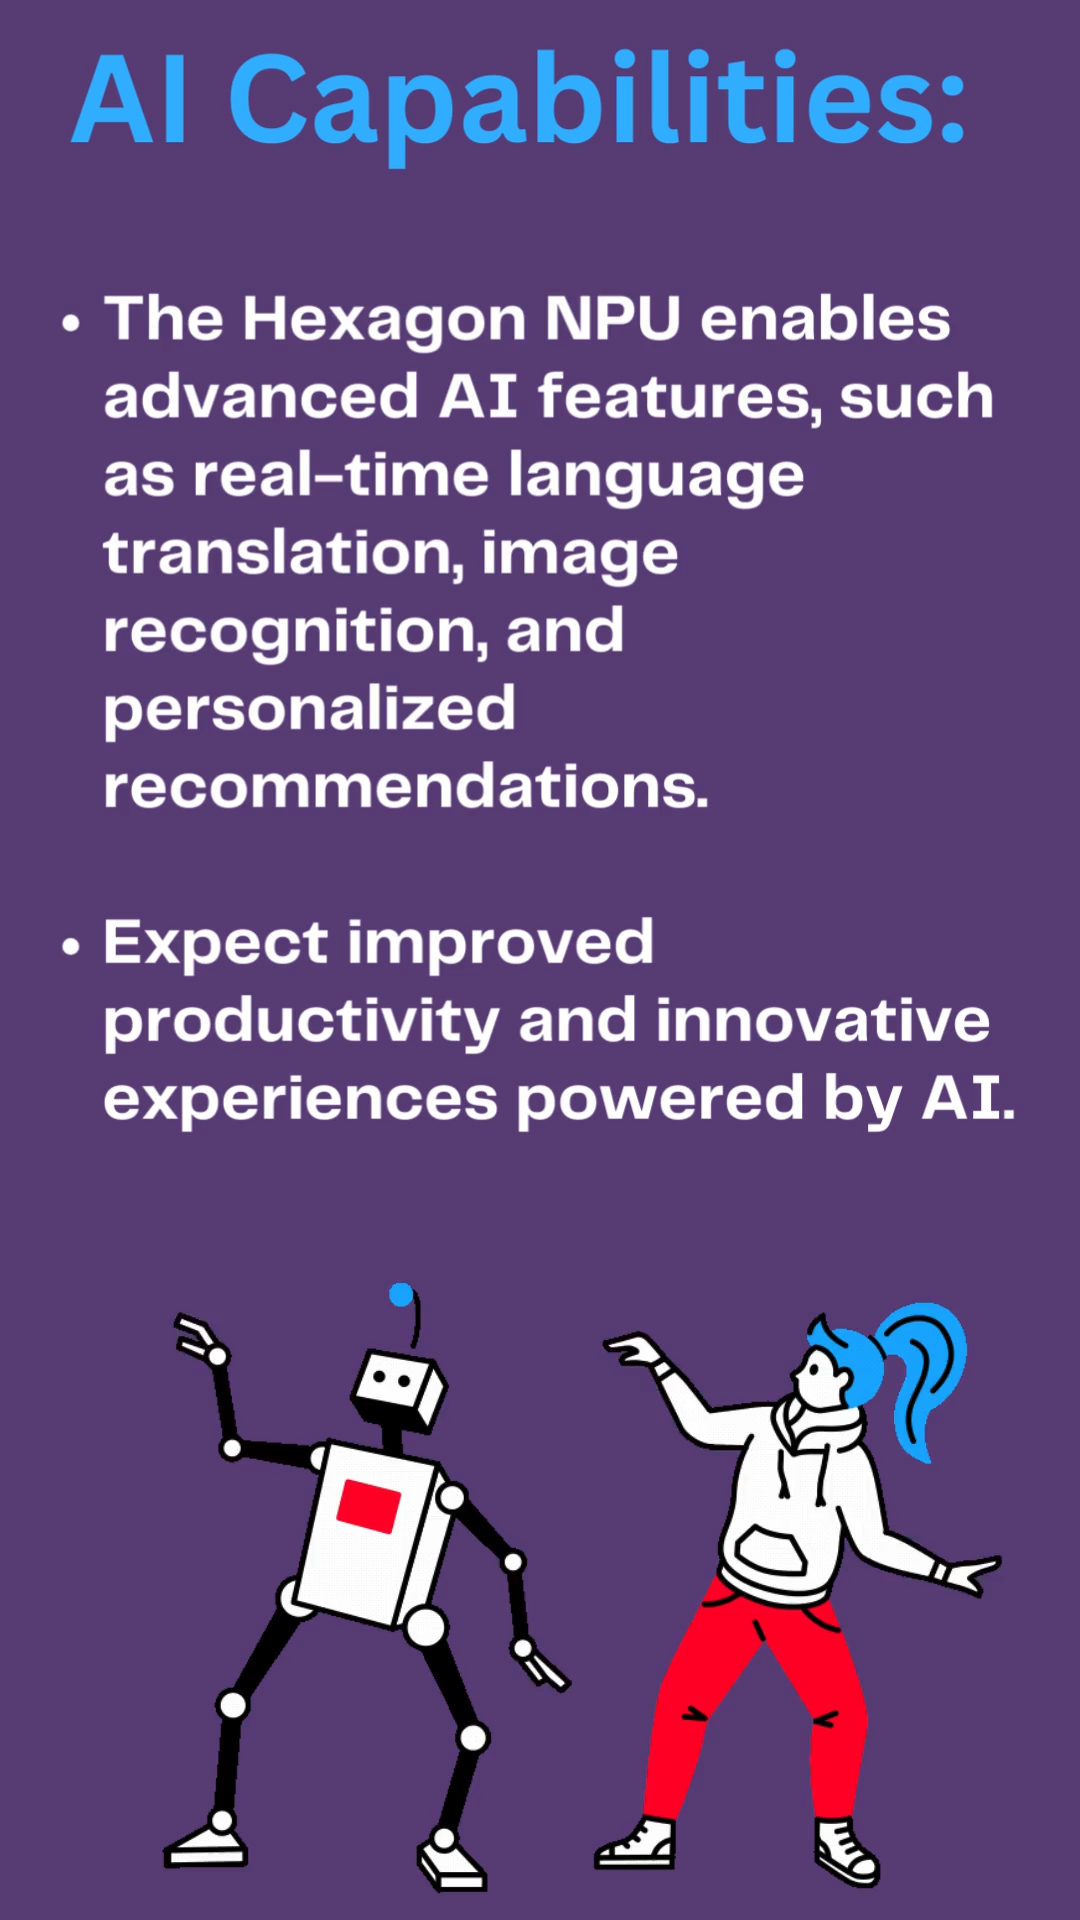 AI Capabilities:
• The Hexagon NPU enables
advanced AI features, such
as real-time language
translation, image
recognition, and
personalized
recommendations.
• Expect improved
productivity and innovative
experiences powered by AI.